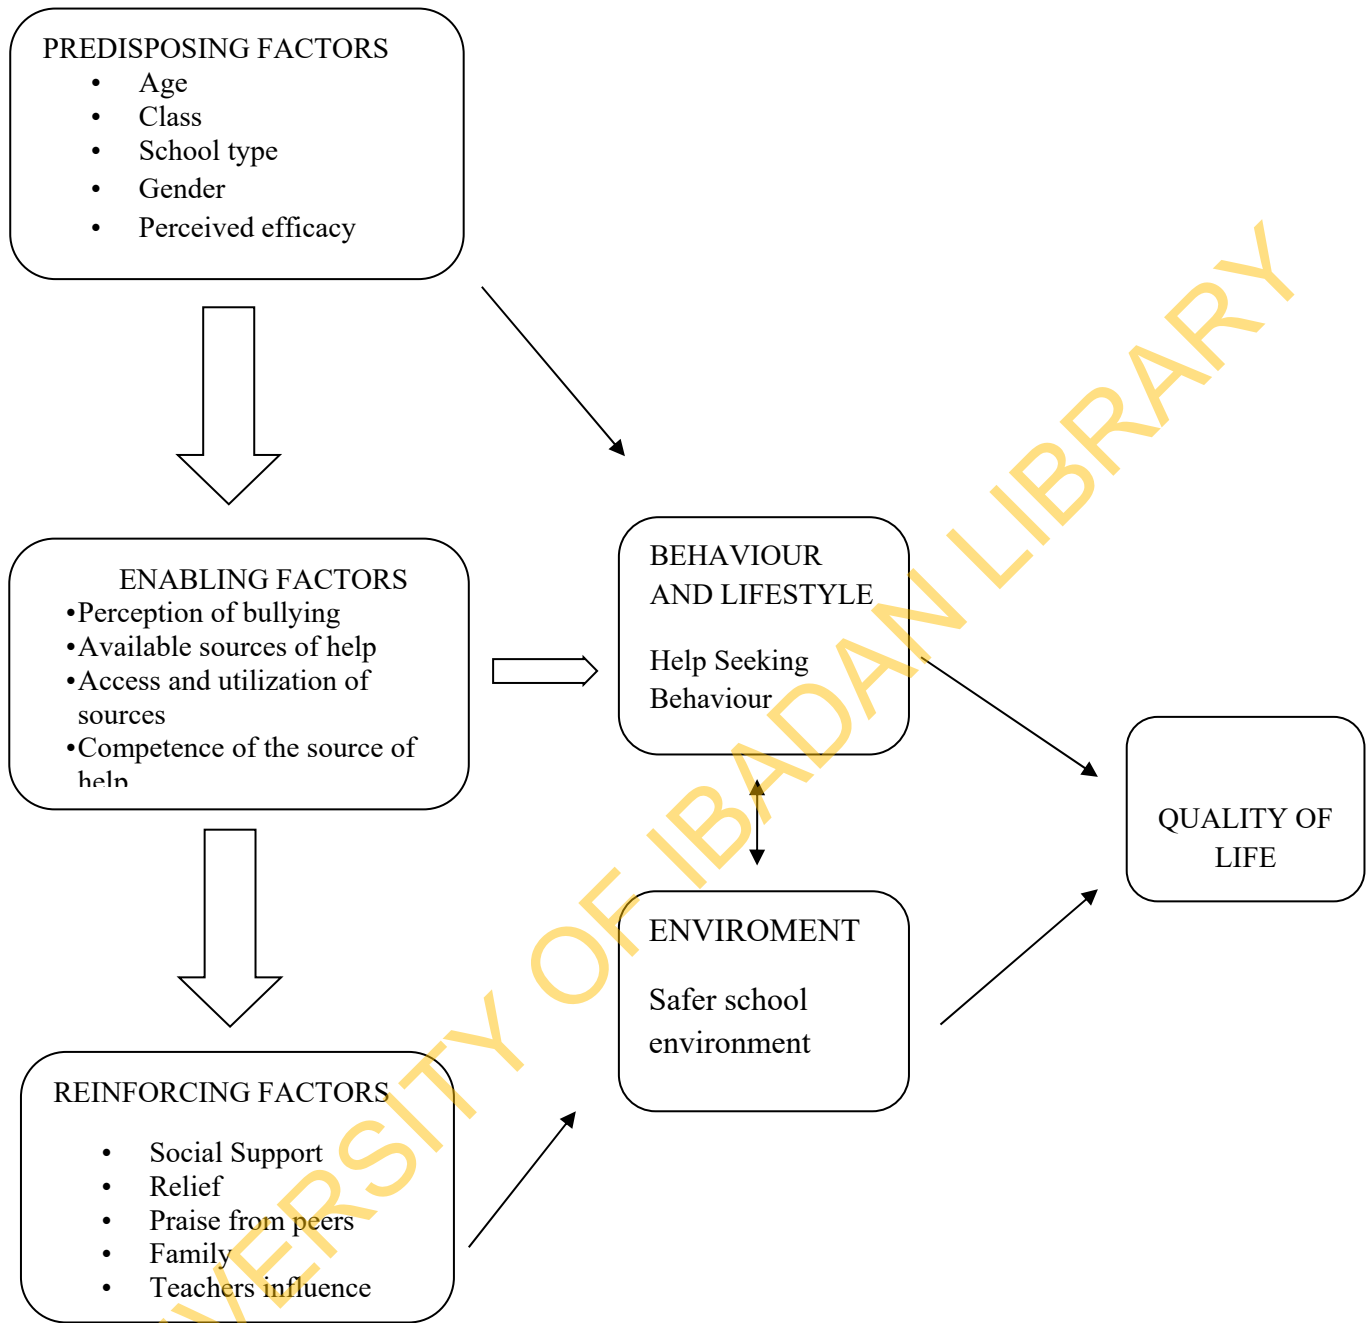 PREDISPOSING FACTORS
• Age
• Class
• School type
• Gender
• Perceived efficacy
ENABLING FACTORS
•Perception of bullying
•Available sources of help
•Access and utilization of
sources
•Competence of the source of
help
REINFORCING FACTORS
• Social Support
• Relief
• Praise from peers
• Family
• Teachers influence
BEHAVIOUR
AND LIFESTYLE
Help Seeking
Behaviour
ENVIROMENT
Safer school
environment
QUALITY OF
LIFE
IVERSITY OF IBADAN LIBRARY